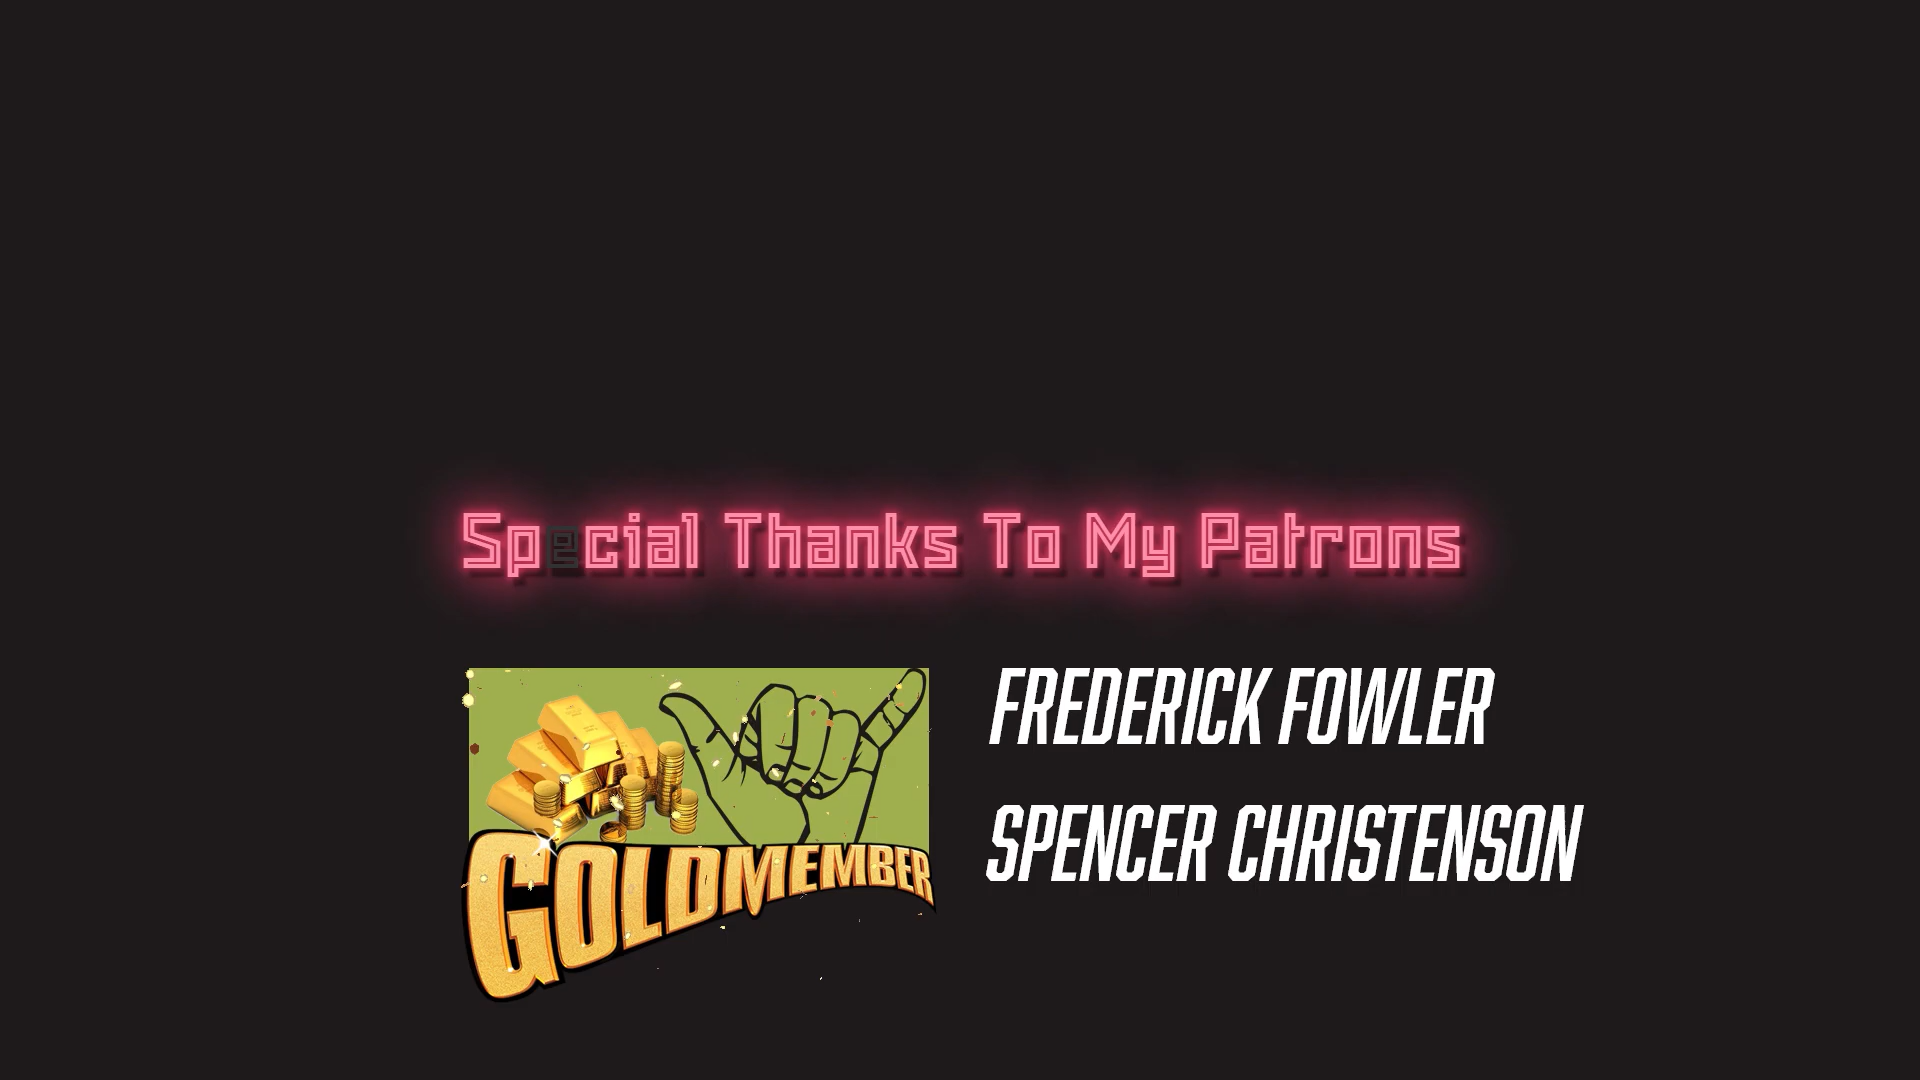 Special Thanks To My Patrons
GOLDMEMBER
FREDERICK FOWLER
SPENCER CHRISTENSON